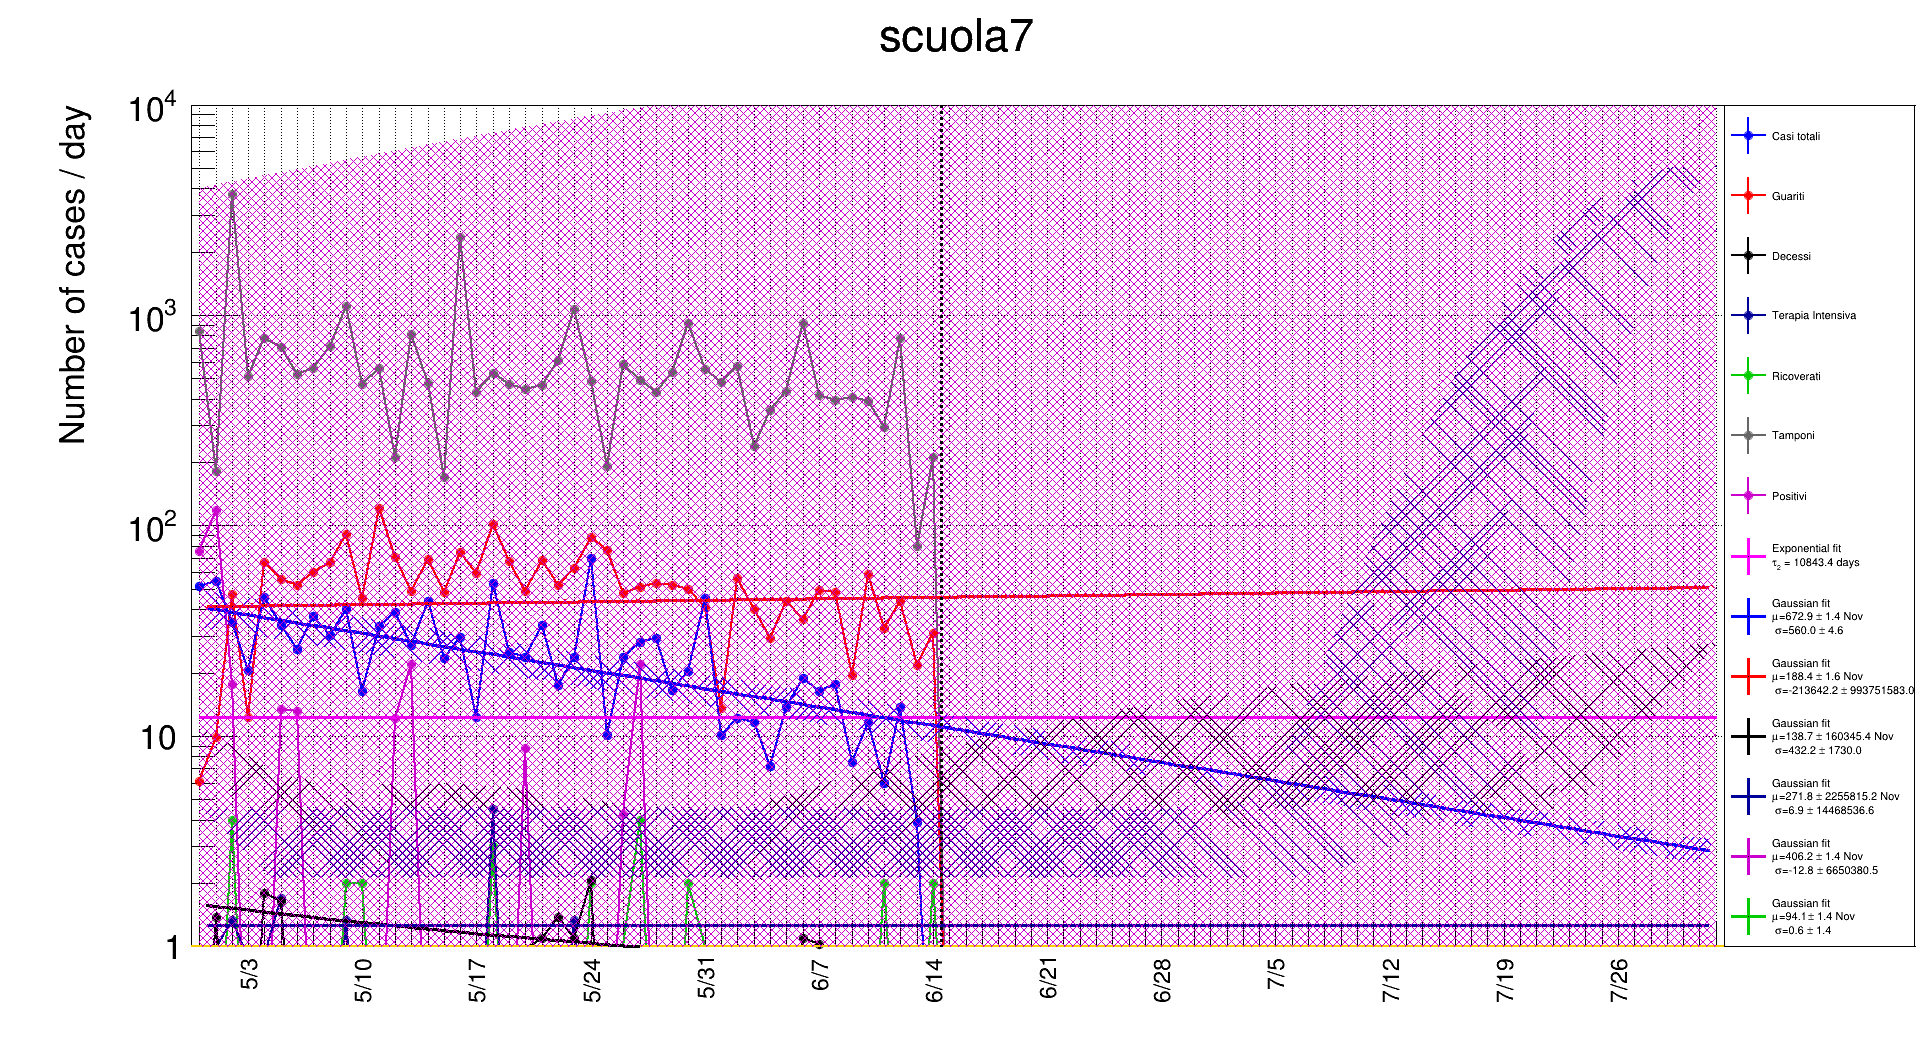 scuola7
Number of cases / day
10^4
10^3
10^2
10
1
5/3
5/10
5/17
5/24
5/31
6/7
6/14
6/21
6/28
7/5
7/12
7/19
7/26
Casi totali
Guariti
Decessi
Terapia Intensiva
Ricoverati
Tamponi
Positivi
Exponential fit
τ₂ = 10843.4 days
Gaussian fit
μ=672.9 ± 1.4 Nov
σ=560.0 ± 4.6
Gaussian fit
μ=188.4 ± 1.6 Nov
σ=-213642.2 ± 993751583.0
Gaussian fit
μ=138.7 ± 160345.4 Nov
σ=432.2 ± 1730.0
Gaussian fit
μ=271.8 ± 2255815.2 Nov
σ=6.9 ± 14468536.6
Gaussian fit
μ=406.2 ± 1.4 Nov
σ=-12.8 ± 6650380.5
Gaussian fit
μ=94.1 ± 1.4 Nov
σ=0.6 ± 1.4